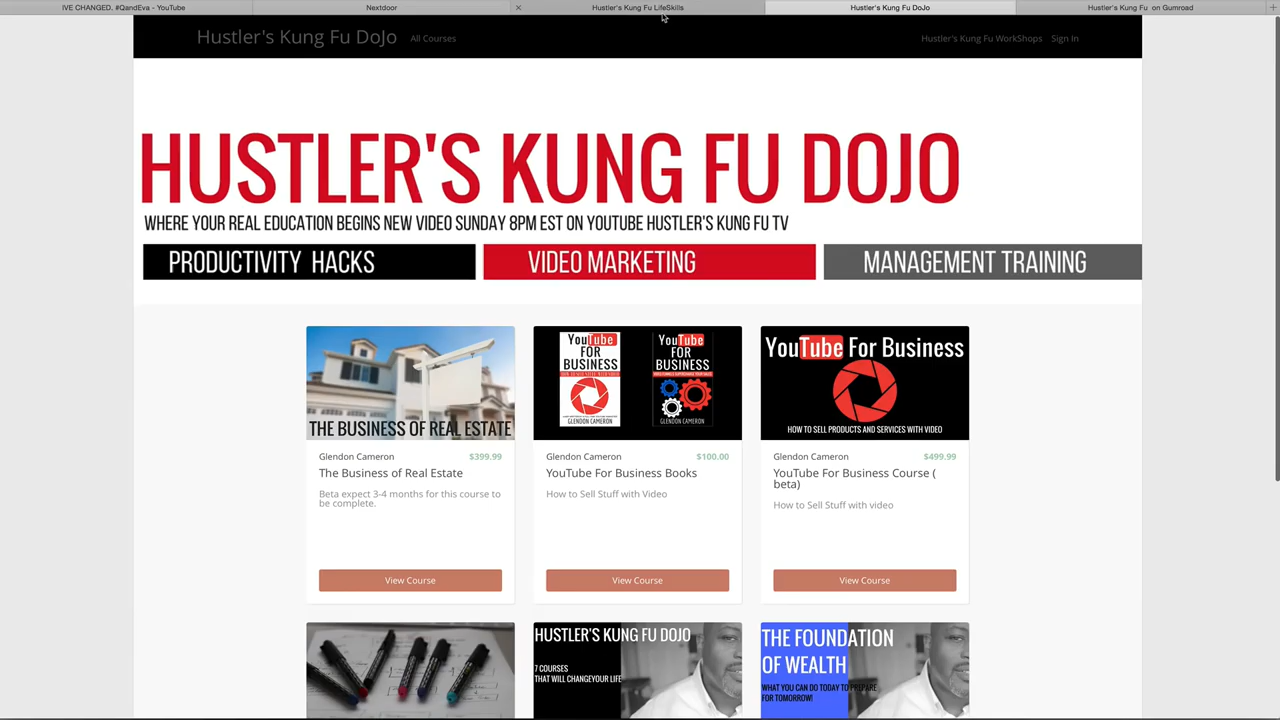 IVE CHANGED. #QandEva - YouTube
Nextdoor
Hustler's Kung Fu LifeSkills
Hustler's Kung Fu DoJo
Hustler's Kung Fu on Gumroad
Hustler's Kung Fu DoJo
All Courses
Hustler's Kung Fu WorkShops
Sign In
HUSTLER'S KUNG FU DOJO
WHERE YOUR REAL EDUCATION BEGINS NEW VIDEO SUNDAY 8PM EST ON YOUTUBE HUSTLER'S KUNG FU TV
PRODUCTIVITY HACKS
VIDEO MARKETING
MANAGEMENT TRAINING
THE BUSINESS OF REAL ESTATE
Glendon Cameron
$399.99
The Business of Real Estate
Beta expect 3-4 months for this course to
be complete.
View Course
YouTube
FOR
BUSINESS
GLENDON CAMERON
YouTube
FOR
BUSINESS
GLENDON CAMERON
Glendon Cameron
$100.00
YouTube For Business Books
How to Sell Stuff with Video
View Course
YouTube For Business
HOW TO SELL PRODUCTS AND SERVICES WITH VIDEO
Glendon Cameron
$499.99
YouTube For Business Course (
beta)
How to Sell Stuff with video
View Course
HUSTLER'S KUNG FU DOJO
7 COURSES
THAT WILL CHANGEYOUR LIFE
THE FOUNDATION
OF WEALTH
WHAT YOU CAN DO TODAY TO PREPARE
FOR TOMORROW!